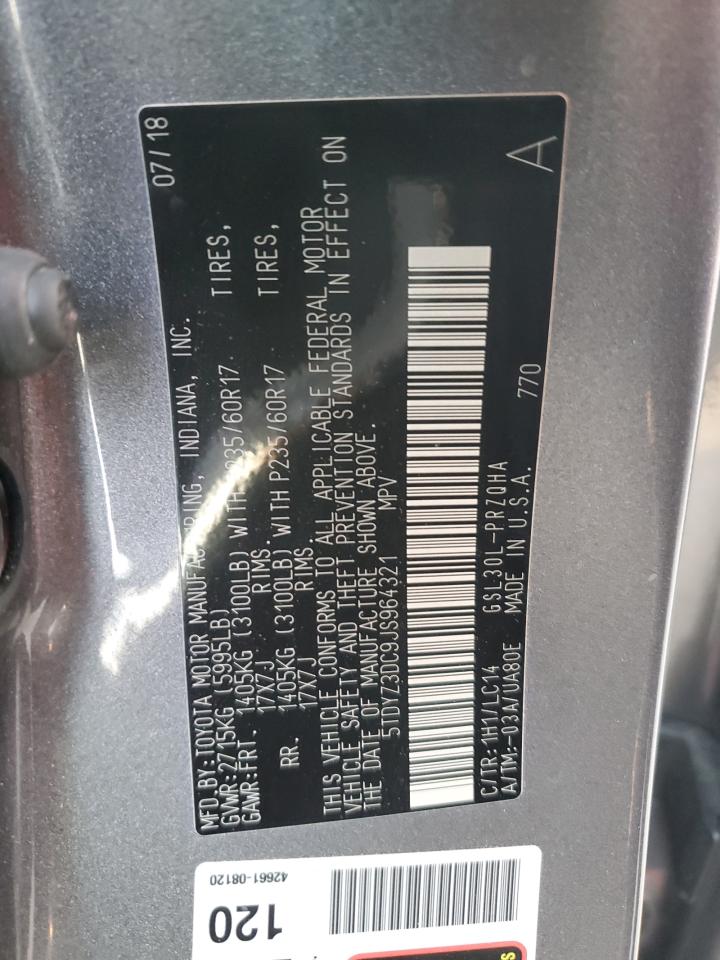 07/18
MFD BY:TOYOTA MOTOR MANUFACTURING, INDIANA, INC.
GVWR:2715KG (5995LB)
GAWR:FRT. 1405KG (3100LB) WITH P235/60R17 TIRES,
17X7J RIMS.
RR. 1405KG (3100LB) WITH P235/60R17 TIRES,
17X7J RIMS.
THIS VEHICLE CONFORMS TO ALL APPLICABLE FEDERAL MOTOR
VEHICLE SAFETY AND THEFT PREVENTION STANDARDS IN EFFECT ON
THE DATE OF MANUFACTURE SHOWN ABOVE.
5TDYZ3DC9JS964321 MPV
C/TR:1H1/LC14 GSL30L-PRZQHA 770
A/TM:-03A/UA80E MADE IN U.S.A. A
42661-08120
120